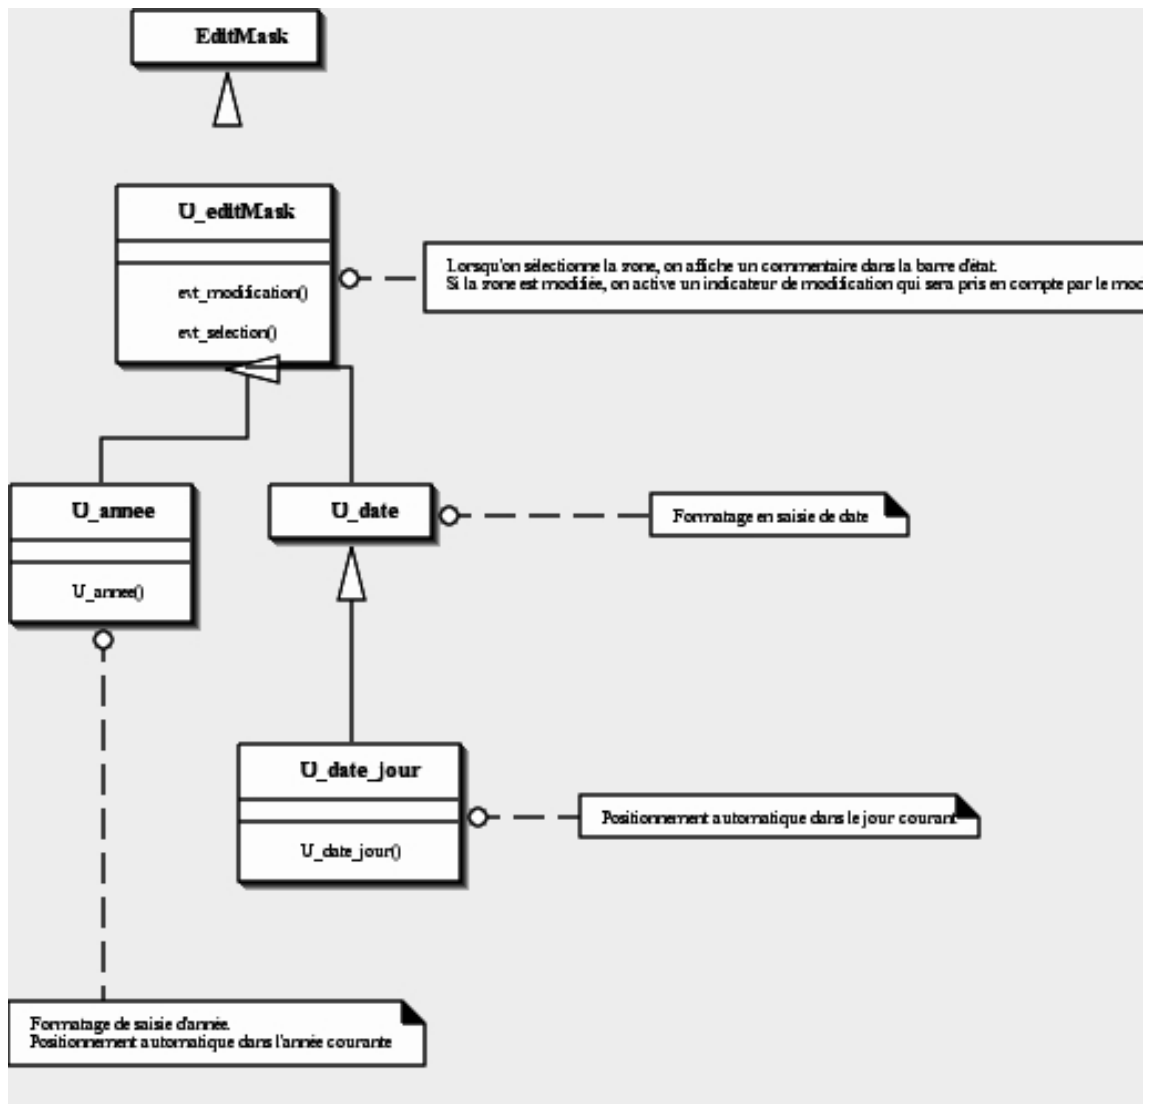 EditMask
U_editMask
evt_modification()
evt_selection()
Lorsqu'on sélectionne la zone, on affiche un commentaire dans la barre d'état.
Si la zone est modifiée, on active un indicateur de modification qui sera pris en compte par le
U_annee
U_annee()
U_date
Formatage en saisie de date
U_date_jour
U_date_jour()
Positionnement automatique dans le jour courant
Formatage de saisie d'année.
Positionnement automatique dans l'année courante